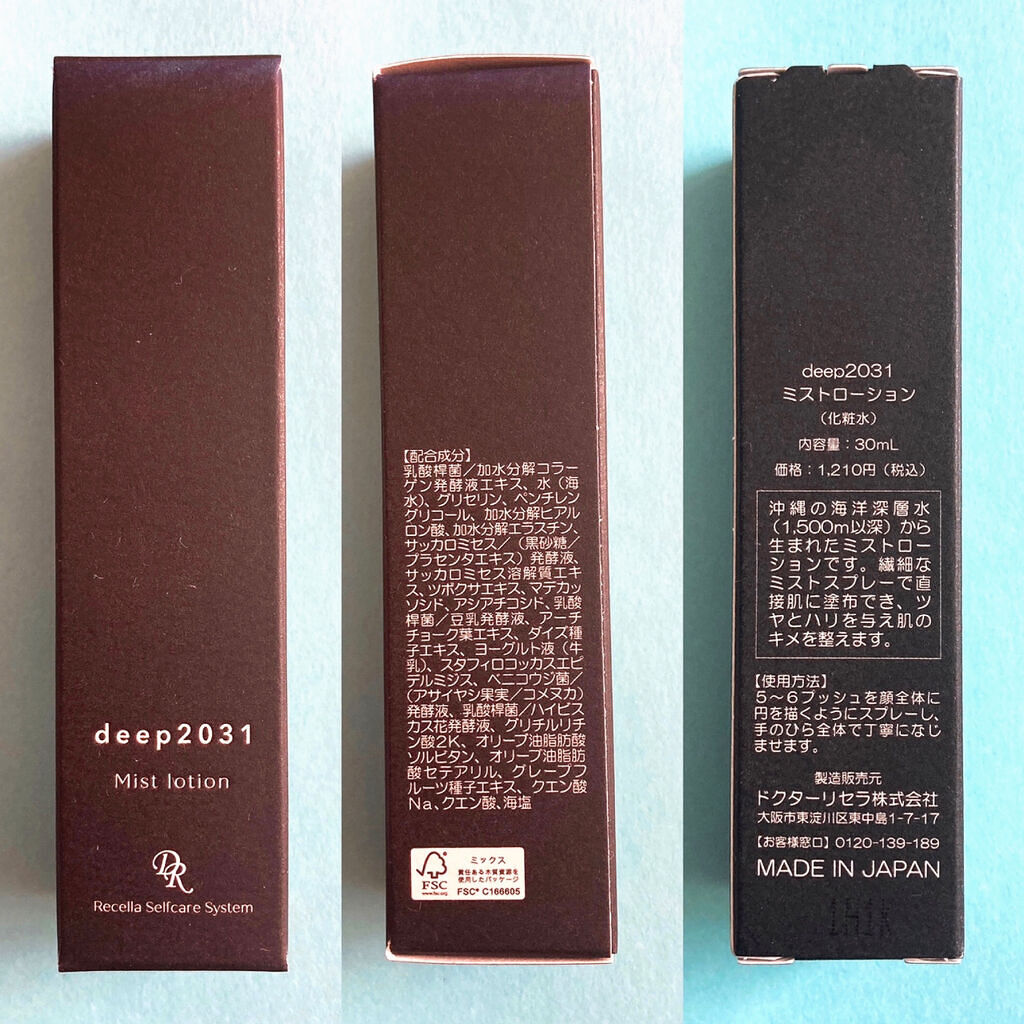 deep2031
Mist lotion
DR
Recella Selfcare System
【配合成分】
乳酸桿菌／加水分解コラー
ゲン発酵液エキス、水（海
水）、グリセリン、ペンチレン
グリコール、加水分解ヒアル
ロン酸、加水分解エラスチン、
サッカロミセス／（黒砂糖／
プラセンタエキス）発酵液、
サッカロミセス溶解質エキ
ス、ツボクサエキス、マデカッ
ソシド、アシアチコシド、乳酸
桿菌／豆乳発酵液、アーチ
チョーク葉エキス、ダイズ種
子エキス、ヨーグルト液（牛
乳）、スタフィロコッカスエピ
デルミジス、ベニコウジ菌／
（アサイヤシ果実／コメヌカ）
発酵液、乳酸桿菌／ハイビス
カス花発酵液、グリチルリチ
ン酸2K、オリーブ油脂肪酸
ソルビタン、オリーブ油脂肪
酸セテアリル、グレープフ
ルーツ種子エキス、クエン酸
Na、クエン酸、海塩
FSC
www.fsc.org
ミックス
責任ある木質資源を
使用したパッケージ
FSC® C166605
deep2031
ミストローション
（化粧水）
内容量：30mL
価格：1,210円（税込）
沖縄の海洋深層水
（1,500m以深）から
生まれたミストロー
ションです。繊細な
ミストスプレーで直
接肌に塗布でき、ツ
ヤとハリを与え肌の
キメを整えます。
【使用方法】
5～6プッシュを顔全体に
円を描くようにスプレーし、
手のひら全体で丁寧になじ
ませます。
製造販売元
ドクターリセラ株式会社
大阪市東淀川区東中島1-7-17
【お客様窓口】0120-139-189
MADE IN JAPAN